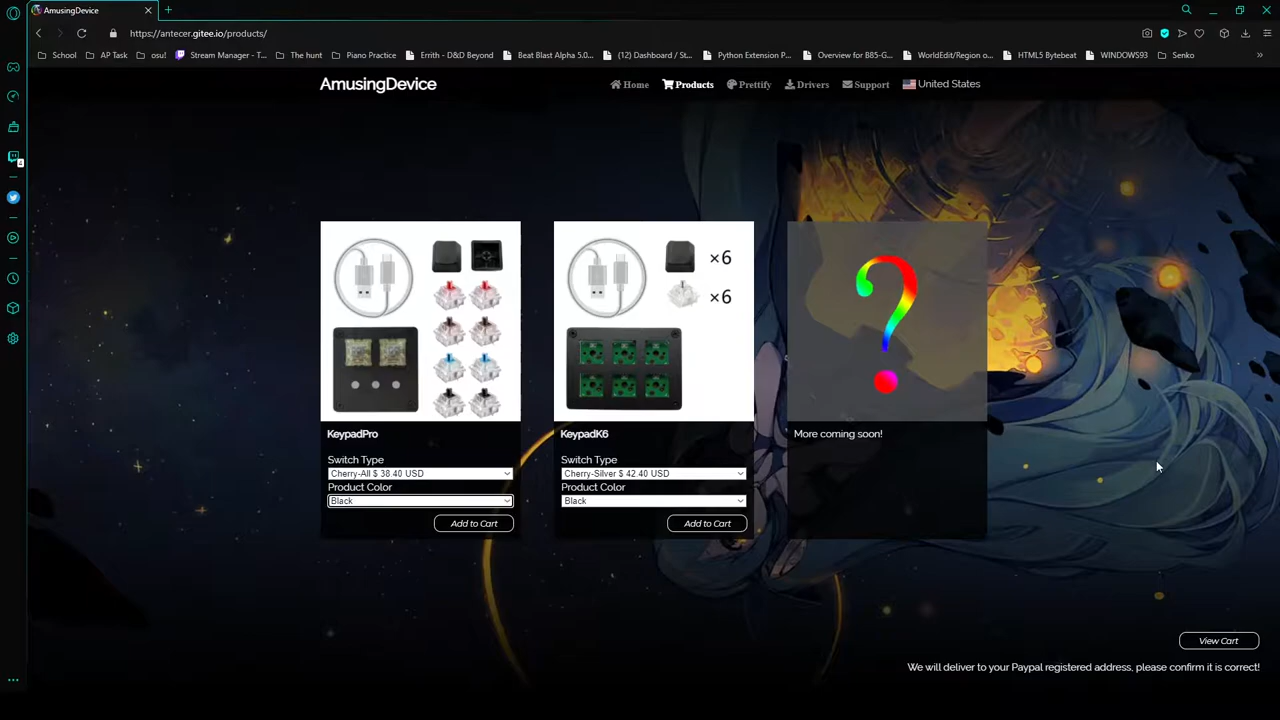 AmusingDevice
https://antecer.gitee.io/products/
School
AP Task
osu!
Stream Manager - T...
The hunt
Piano Practice
Errith - D&D Beyond
Beat Blast Alpha 5.0...
(12) Dashboard / St...
Python Extension P...
Overview for B85-G...
WorldEdit/Region o...
HTML5 Bytebeat
WINDOWS93
Senko
»
AmusingDevice
Home
Products
Prettify
Drivers
Support
United States
×6
×6
KeypadPro
Switch Type
Cherry-All $ 38.40 USD
Product Color
Black
Add to Cart
KeypadK6
Switch Type
Cherry-Silver $ 42.40 USD
Product Color
Black
Add to Cart
?
More coming soon!
View Cart
We will deliver to your Paypal registered address, please confirm it is correct!